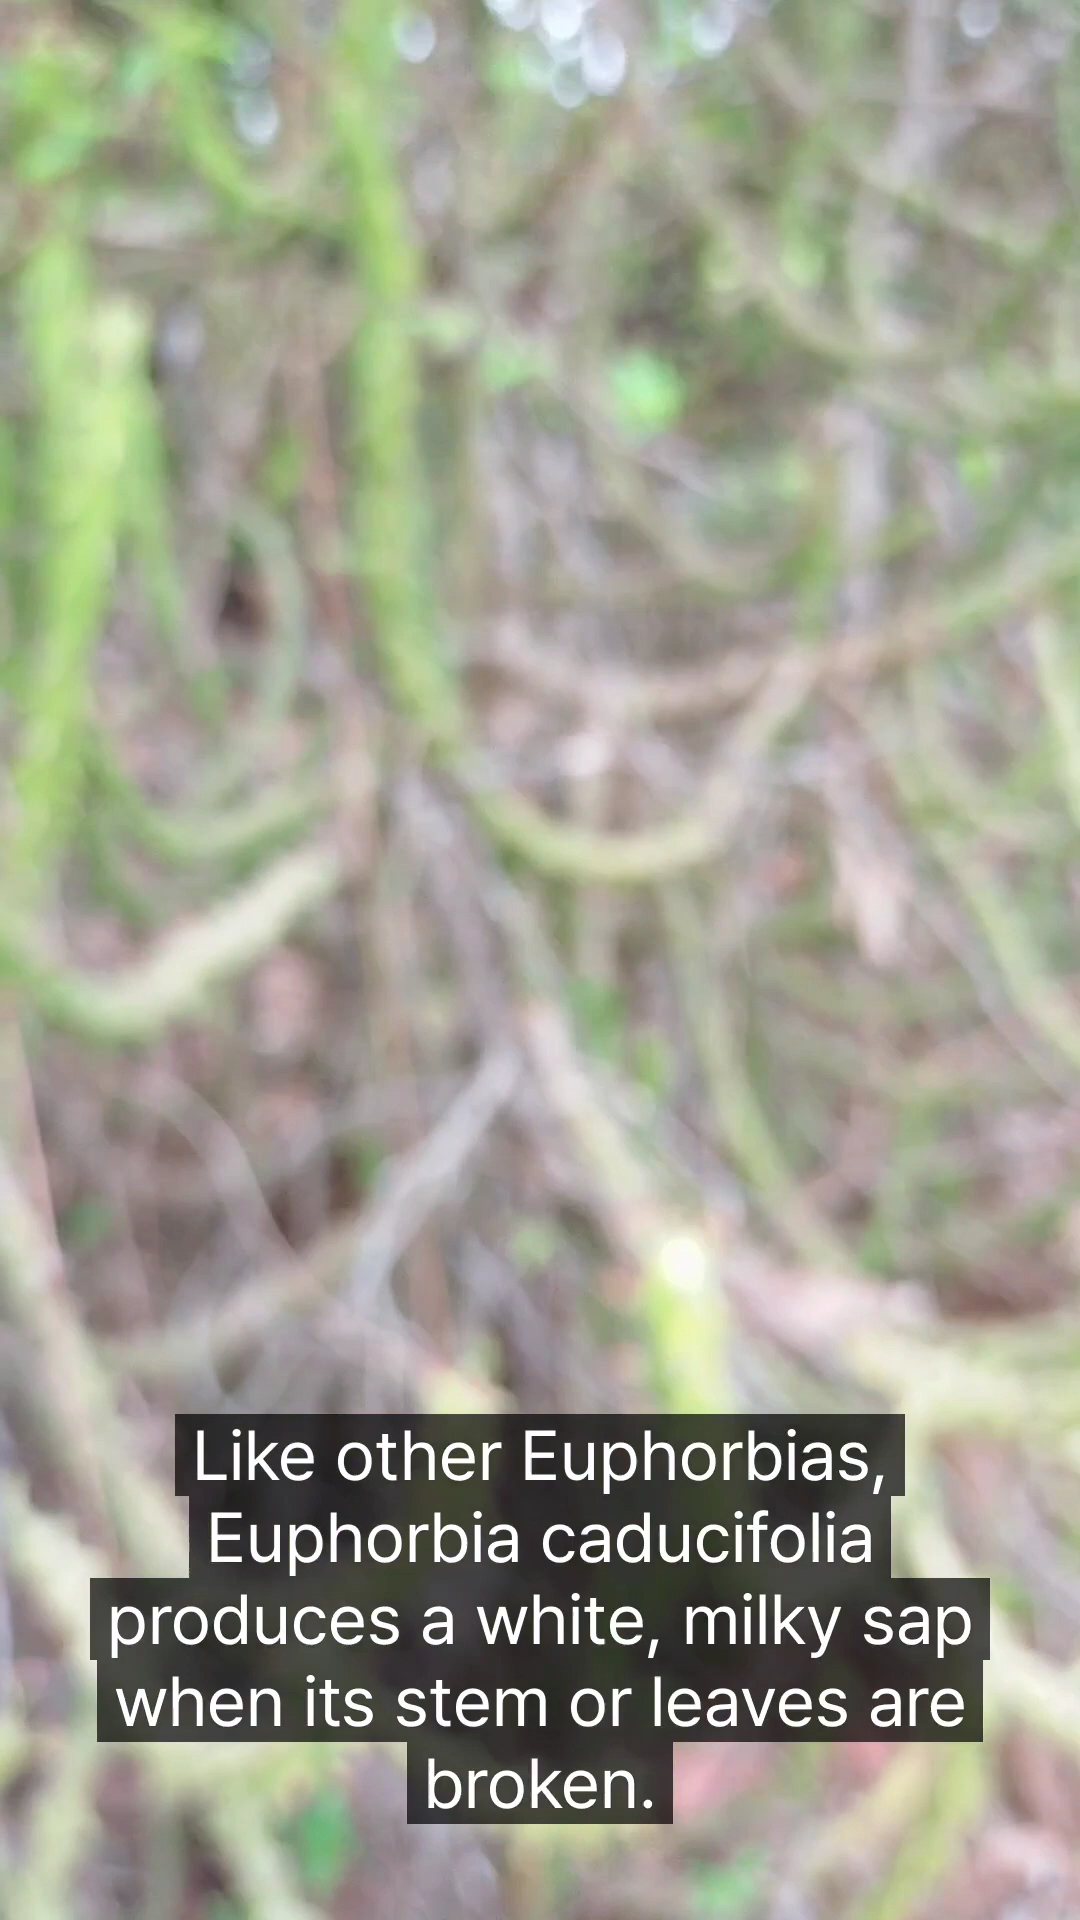 Like other Euphorbias,
Euphorbia caducifolia
produces a white, milky sap
when its stem or leaves are
broken.